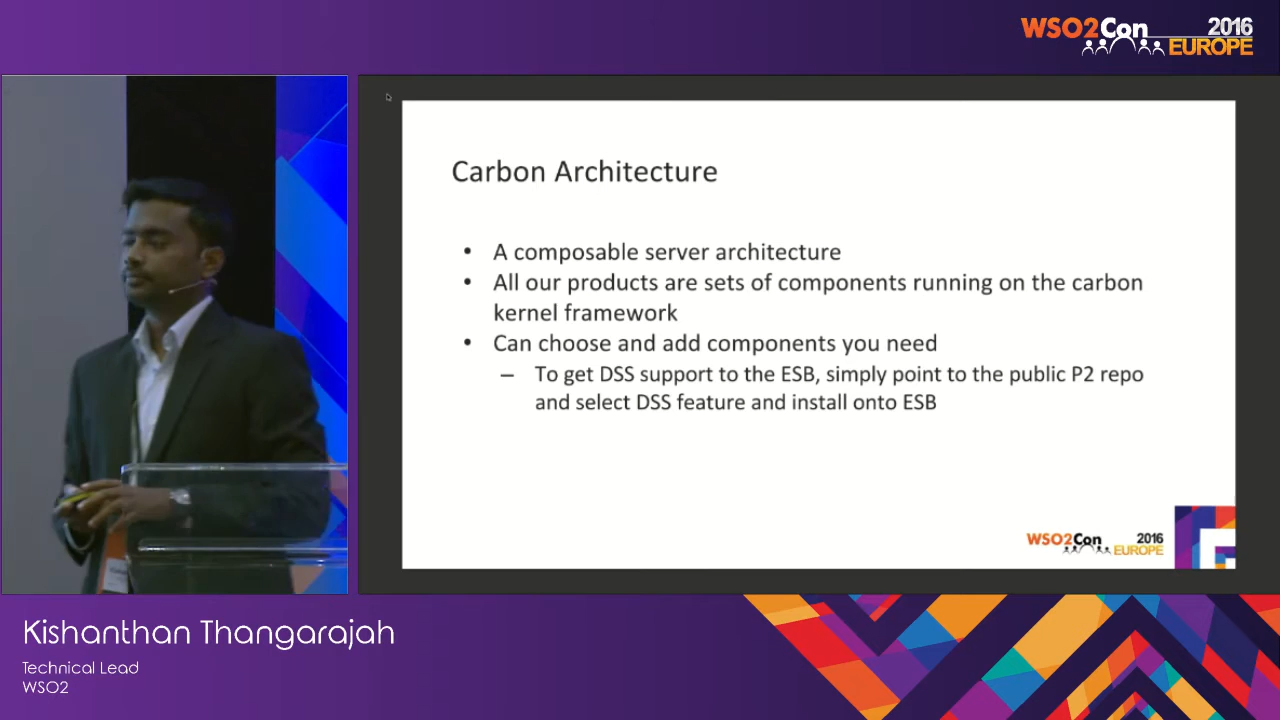 WSO2Con 2016
EUROPE
Carbon Architecture
• A composable server architecture
• All our products are sets of components running on the carbon
kernel framework
• Can choose and add components you need
– To get DSS support to the ESB, simply point to the public P2 repo
and select DSS feature and install onto ESB
WSO2Con 2016
EUROPE
Kishanthan Thangarajah
Technical Lead
WSO2